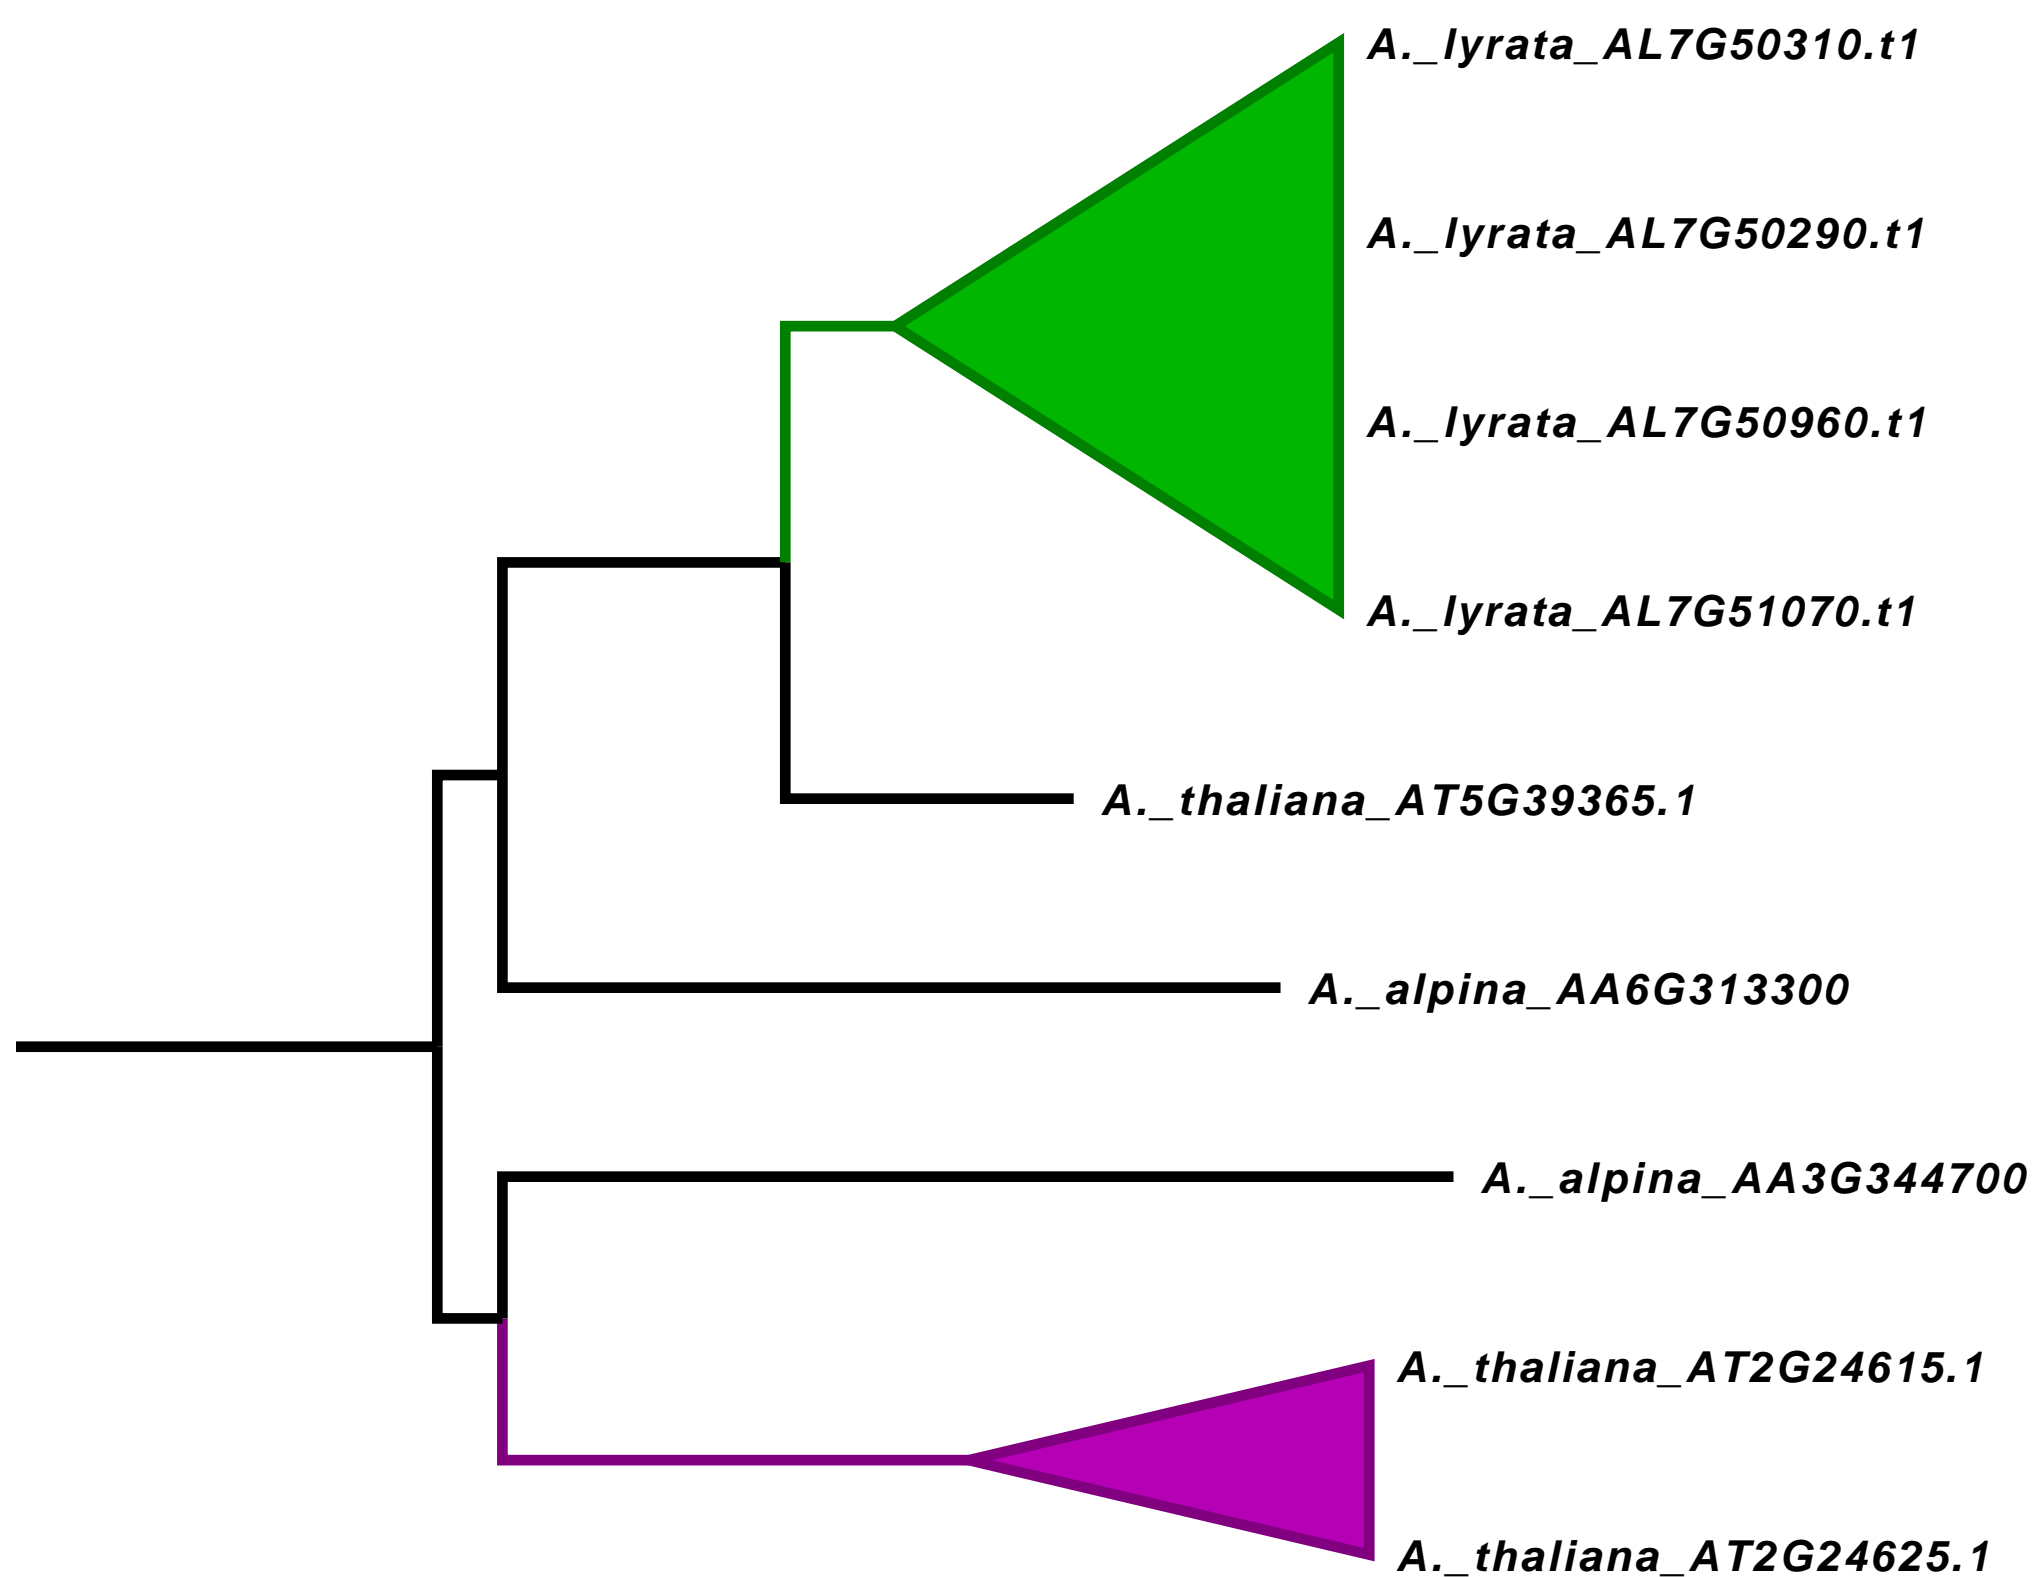 A._lyrata_AL7G50310.t1
A._lyrata_AL7G50290.t1
A._lyrata_AL7G50960.t1
A._lyrata_AL7G51070.t1
A._thaliana_AT5G39365.1
A._alpina_AA6G313300
A._alpina_AA3G344700
A._thaliana_AT2G24615.1
A._thaliana_AT2G24625.1